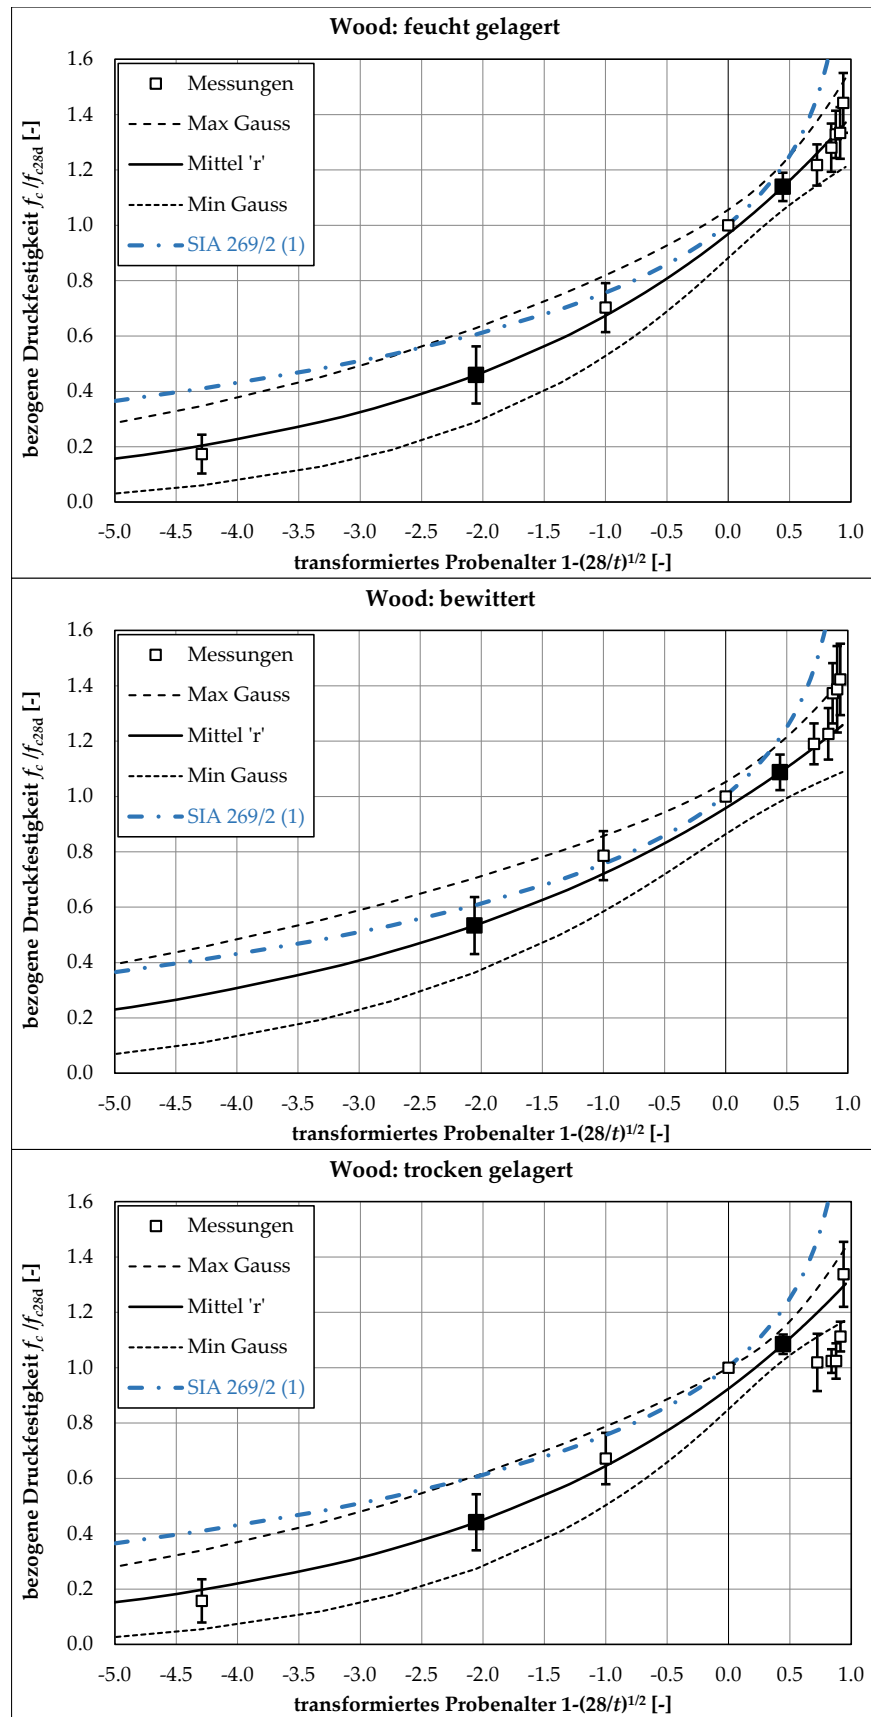 Wood: feucht gelagert
bezogene Druckfestigkeit fc /fc28d [-]
1.6
1.4
1.2
1.0
0.8
0.6
0.4
0.2
0.0
Messungen
Max Gauss
Mittel 'r'
Min Gauss
SIA 269/2 (1)
-5.0 -4.5 -4.0 -3.5 -3.0 -2.5 -2.0 -1.5 -1.0 -0.5 0.0 0.5 1.0
transformiertes Probenalter 1-(28/t)1/2 [-]
Wood: bewittert
bezogene Druckfestigkeit fc /fc28d [-]
1.6
1.4
1.2
1.0
0.8
0.6
0.4
0.2
0.0
Messungen
Max Gauss
Mittel 'r'
Min Gauss
SIA 269/2 (1)
-5.0 -4.5 -4.0 -3.5 -3.0 -2.5 -2.0 -1.5 -1.0 -0.5 0.0 0.5 1.0
transformiertes Probenalter 1-(28/t)1/2 [-]
Wood: trocken gelagert
bezogene Druckfestigkeit fc /fc28d [-]
1.6
1.4
1.2
1.0
0.8
0.6
0.4
0.2
0.0
Messungen
Max Gauss
Mittel 'r'
Min Gauss
SIA 269/2 (1)
-5.0 -4.5 -4.0 -3.5 -3.0 -2.5 -2.0 -1.5 -1.0 -0.5 0.0 0.5 1.0
transformiertes Probenalter 1-(28/t)1/2 [-]